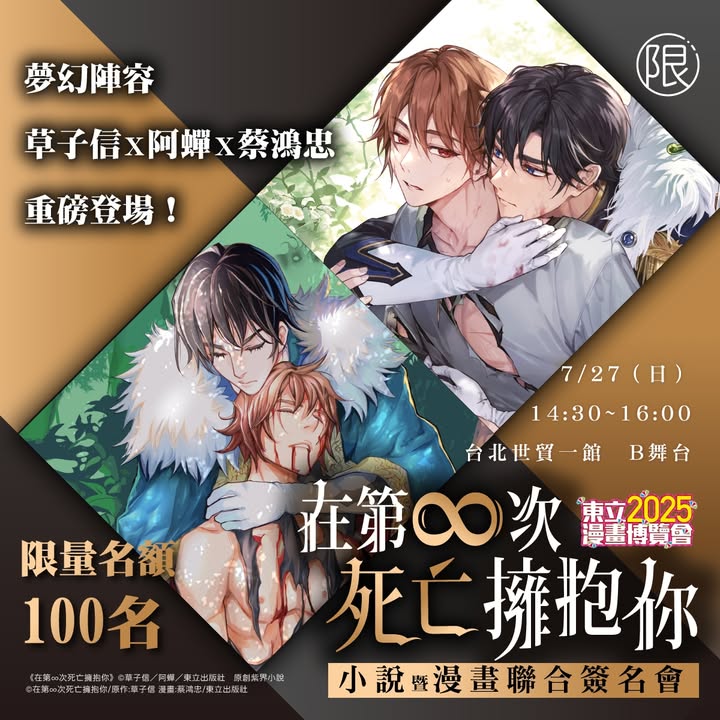 夢幻陣容
草子信x阿蟬x蔡鴻忠
重磅登場！
限
7/27（日）
14:30~16:00
台北世貿一館 B舞台
在第∞次
死亡擁抱你
東立2025
漫畫博覽會
限量名額
100名
小說暨漫畫聯合簽名會
《在第∞次死亡擁抱你》©草子信／阿蟬／東立出版社 原創紫界小說
©在第∞次死亡擁抱你/原作:草子信 漫畫:蔡鴻忠/東立出版社